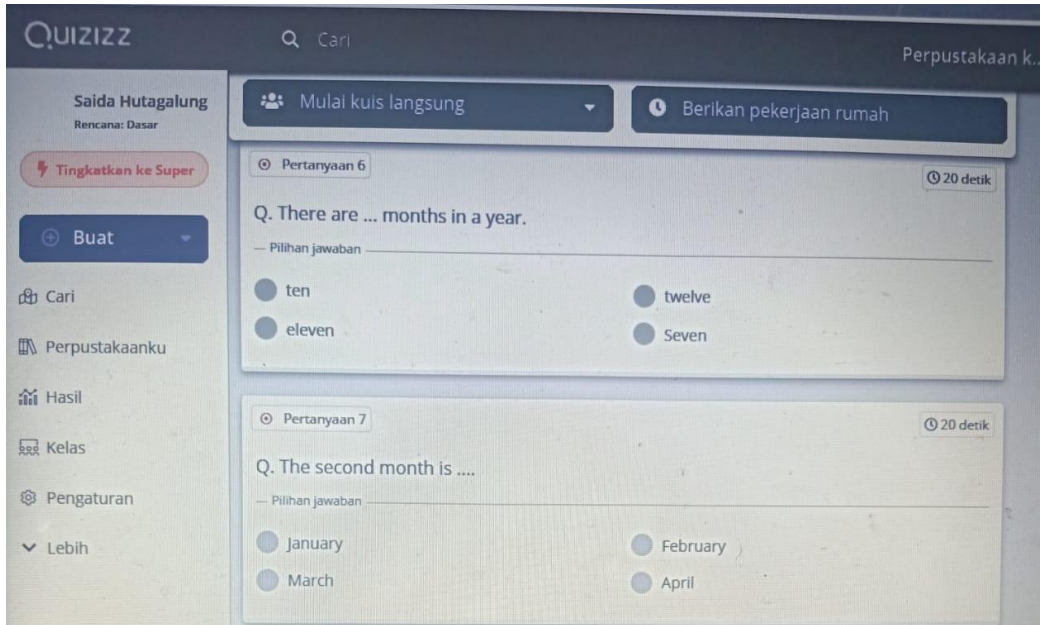 QUIZIZZ
Cari
Perpustakaan k..
Saida Hutagalung
Rencana: Dasar
Tingkatkan ke Super
Buat
Cari
Perpustakaanku
Hasil
Kelas
Pengaturan
Lebih
Mulai kuis langsung
Berikan pekerjaan rumah
Pertanyaan 6
20 detik
Q. There are ... months in a year.
Pilihan jawaban
ten
twelve
eleven
Seven
Pertanyaan 7
20 detik
Q. The second month is ....
Pilihan jawaban
January
February
March
April